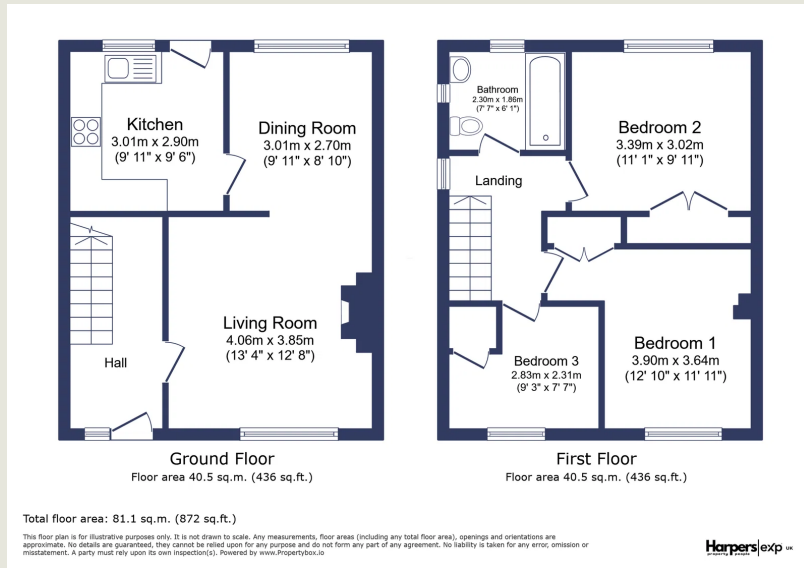 Kitchen
3.01m x 2.90m
(9' 11" x 9' 6")
Dining Room
3.01m x 2.70m
(9' 11" x 8' 10")
Living Room
4.06m x 3.85m
(13' 4" x 12' 8")
Hall
Ground Floor
Floor area 40.5 sq.m. (436 sq.ft.)
Bathroom
2.30m x 1.86m
(7' 7" x 6' 1")
Bedroom 2
3.39m x 3.02m
(11' 1" x 9' 11")
Landing
Bedroom 1
3.90m x 3.64m
(12' 10" x 11' 11")
Bedroom 3
2.83m x 2.31m
(9' 3" x 7' 7")
First Floor
Floor area 40.5 sq.m. (436 sq.ft.)
Total floor area: 81.1 sq.m. (872 sq.ft.)
This floor plan is for illustrative purposes only. It is not drawn to scale. Any measurements, floor areas (including any total floor area), openings and orientations are
approximate. No details are guaranteed, they cannot be relied upon for any purpose and do not form any part of any agreement. No liability is taken for any error, omission or
misstatement. A party must rely upon its own inspection(s). Powered by www.Propertybox.io
Harpers|exp UK
property people